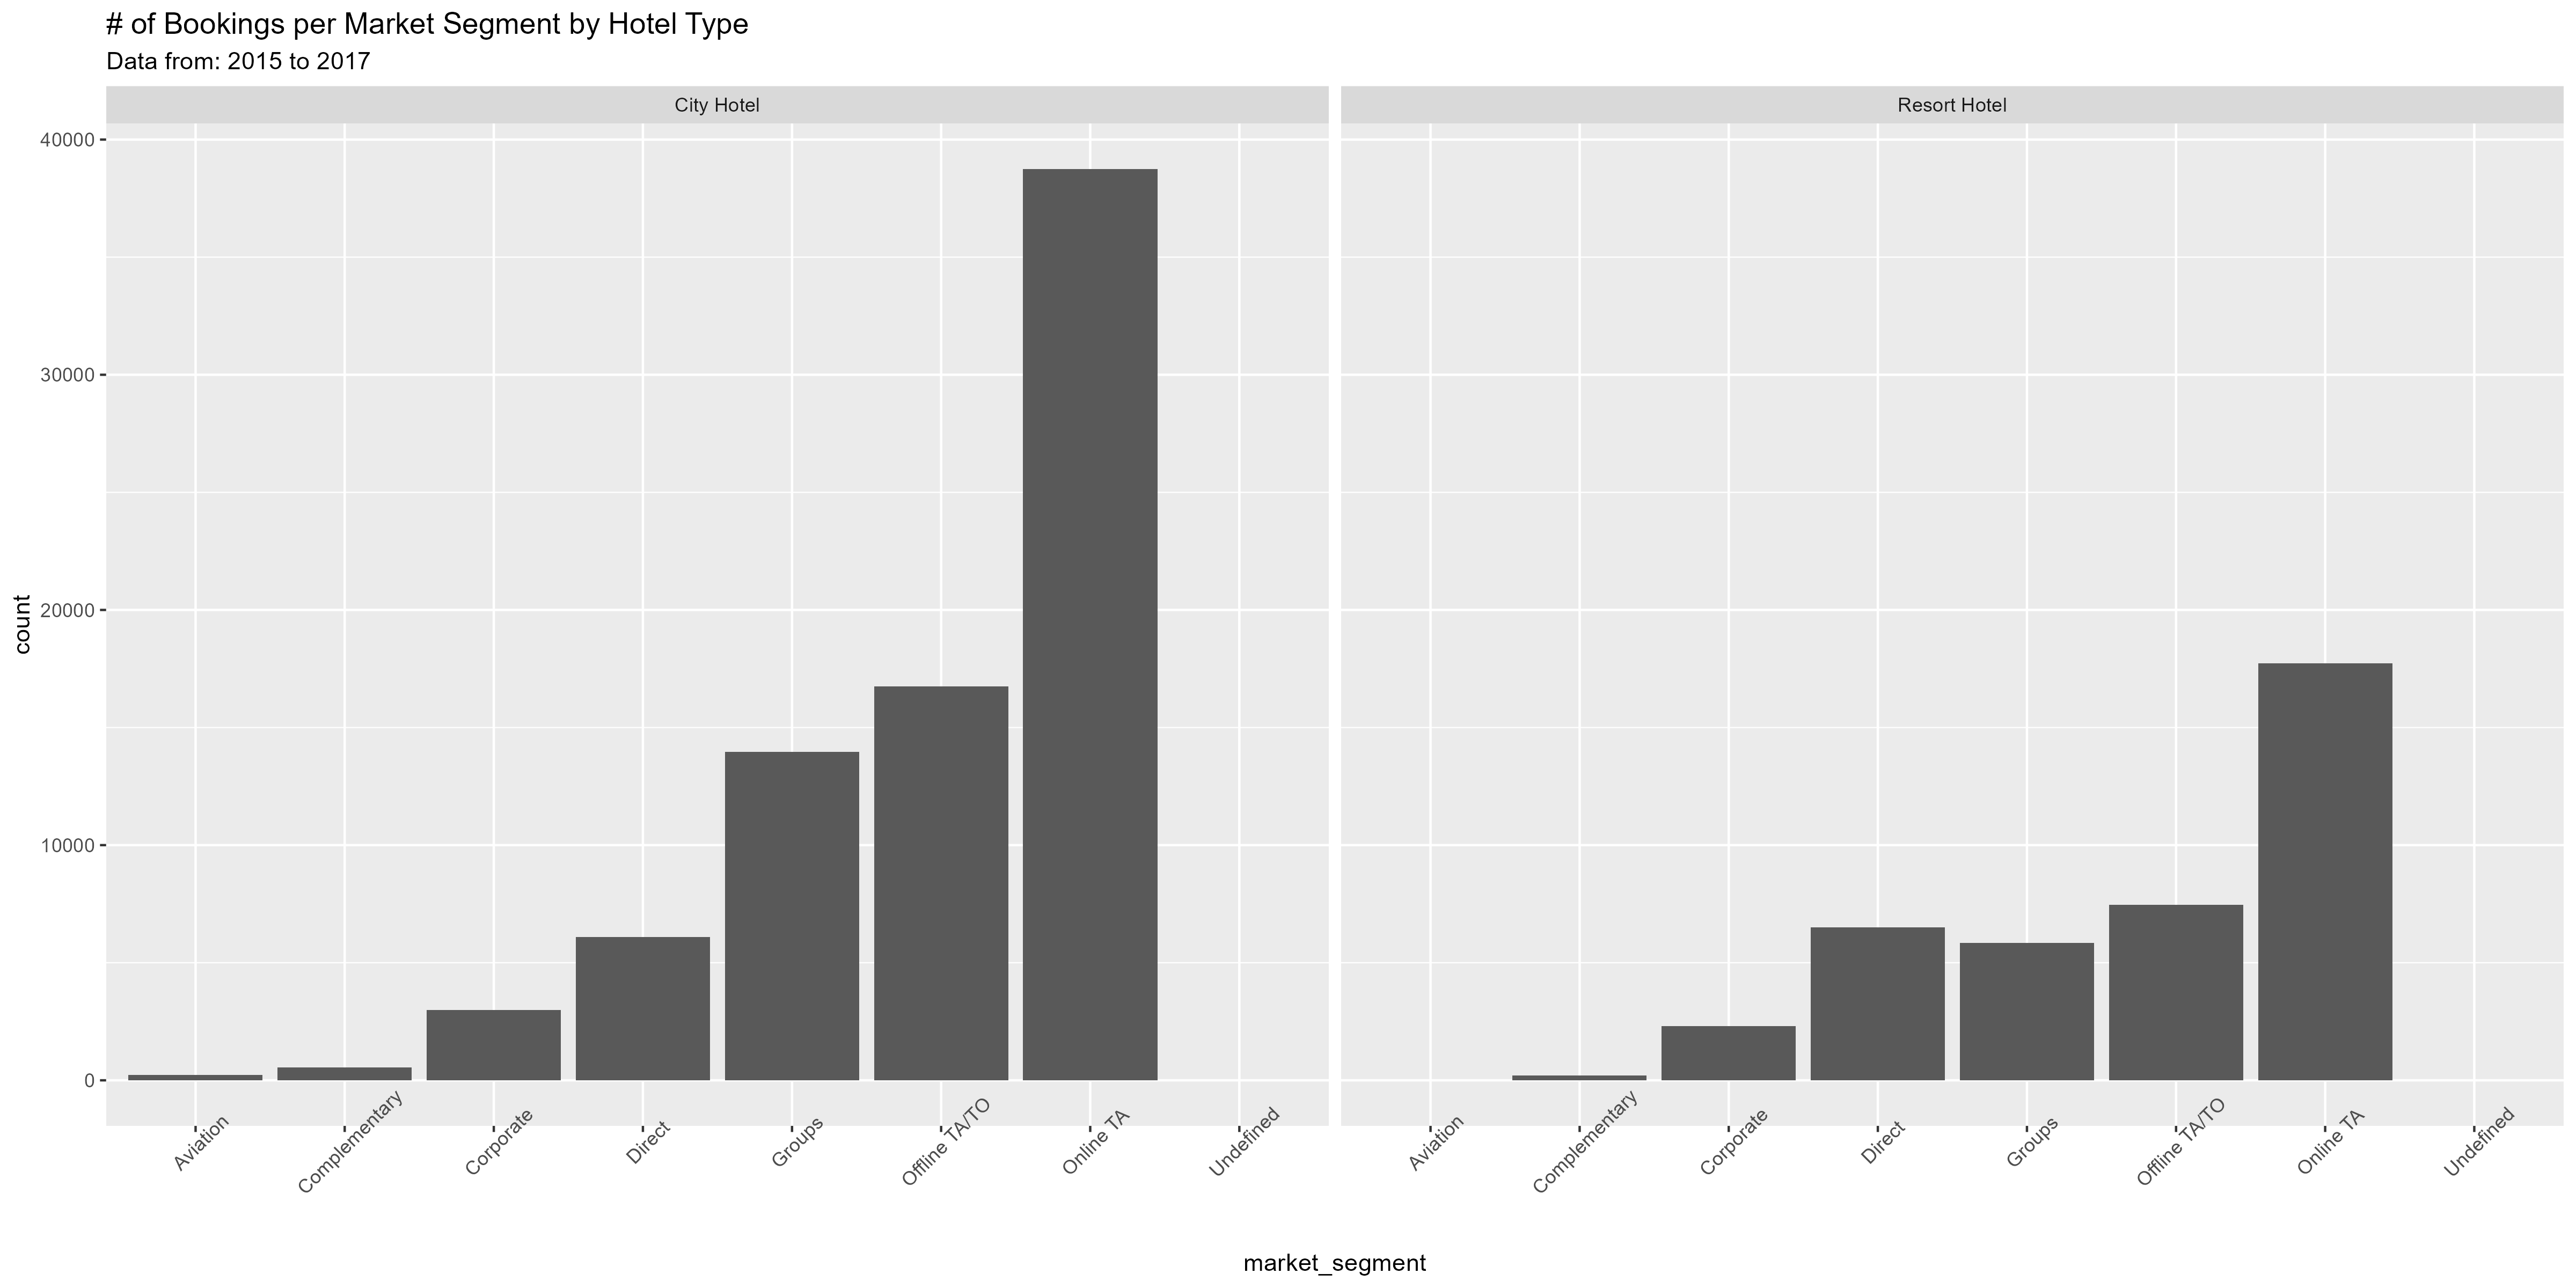 # of Bookings per Market Segment by Hotel Type
Data from: 2015 to 2017
City Hotel
Resort Hotel
40000
30000
20000
10000
0
count
Aviation
Complementary
Corporate
Direct
Groups
Offline TA/TO
Online TA
Undefined
Aviation
Complementary
Corporate
Direct
Groups
Offline TA/TO
Online TA
Undefined
market_segment